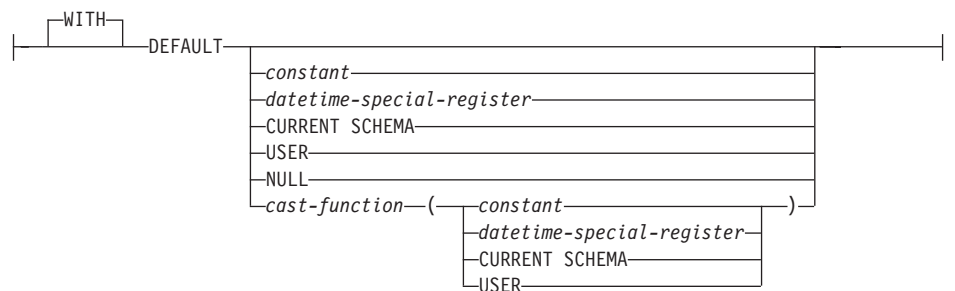 WITH
DEFAULT
constant
datetime-special-register
CURRENT SCHEMA
USER
NULL
cast-function ( constant )
datetime-special-register
CURRENT SCHEMA
USER